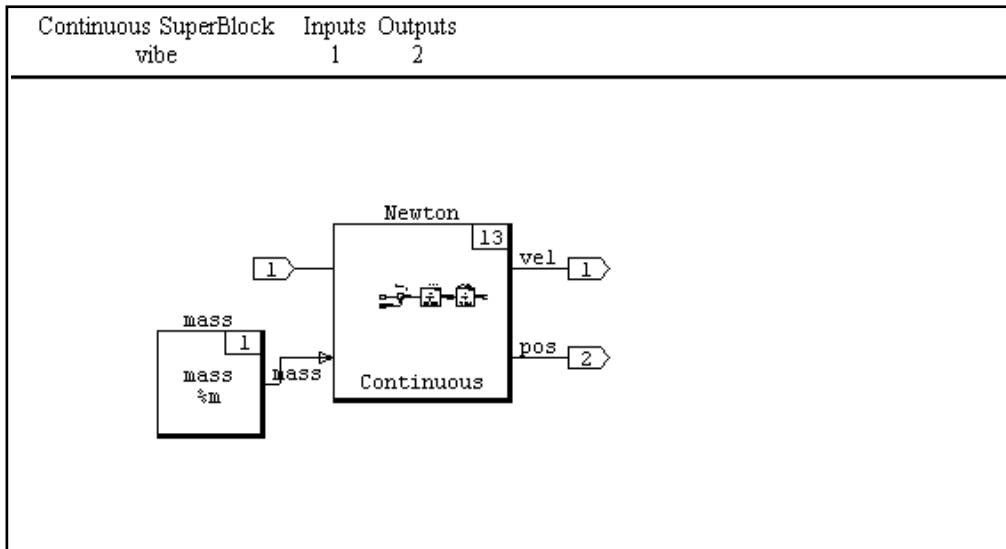 Continuous SuperBlock Inputs Outputs
vibe 1 2
Newton
13
1
vel 1
mass
1
mass
%m
mass
pos 2
Continuous